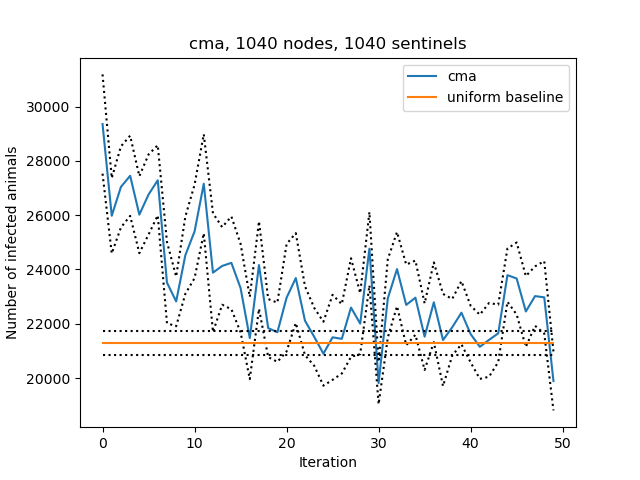 cma, 1040 nodes, 1040 sentinels
cma
uniform baseline
Number of infected animals
30000
28000
26000
24000
22000
20000
0 10 20 30 40 50
Iteration